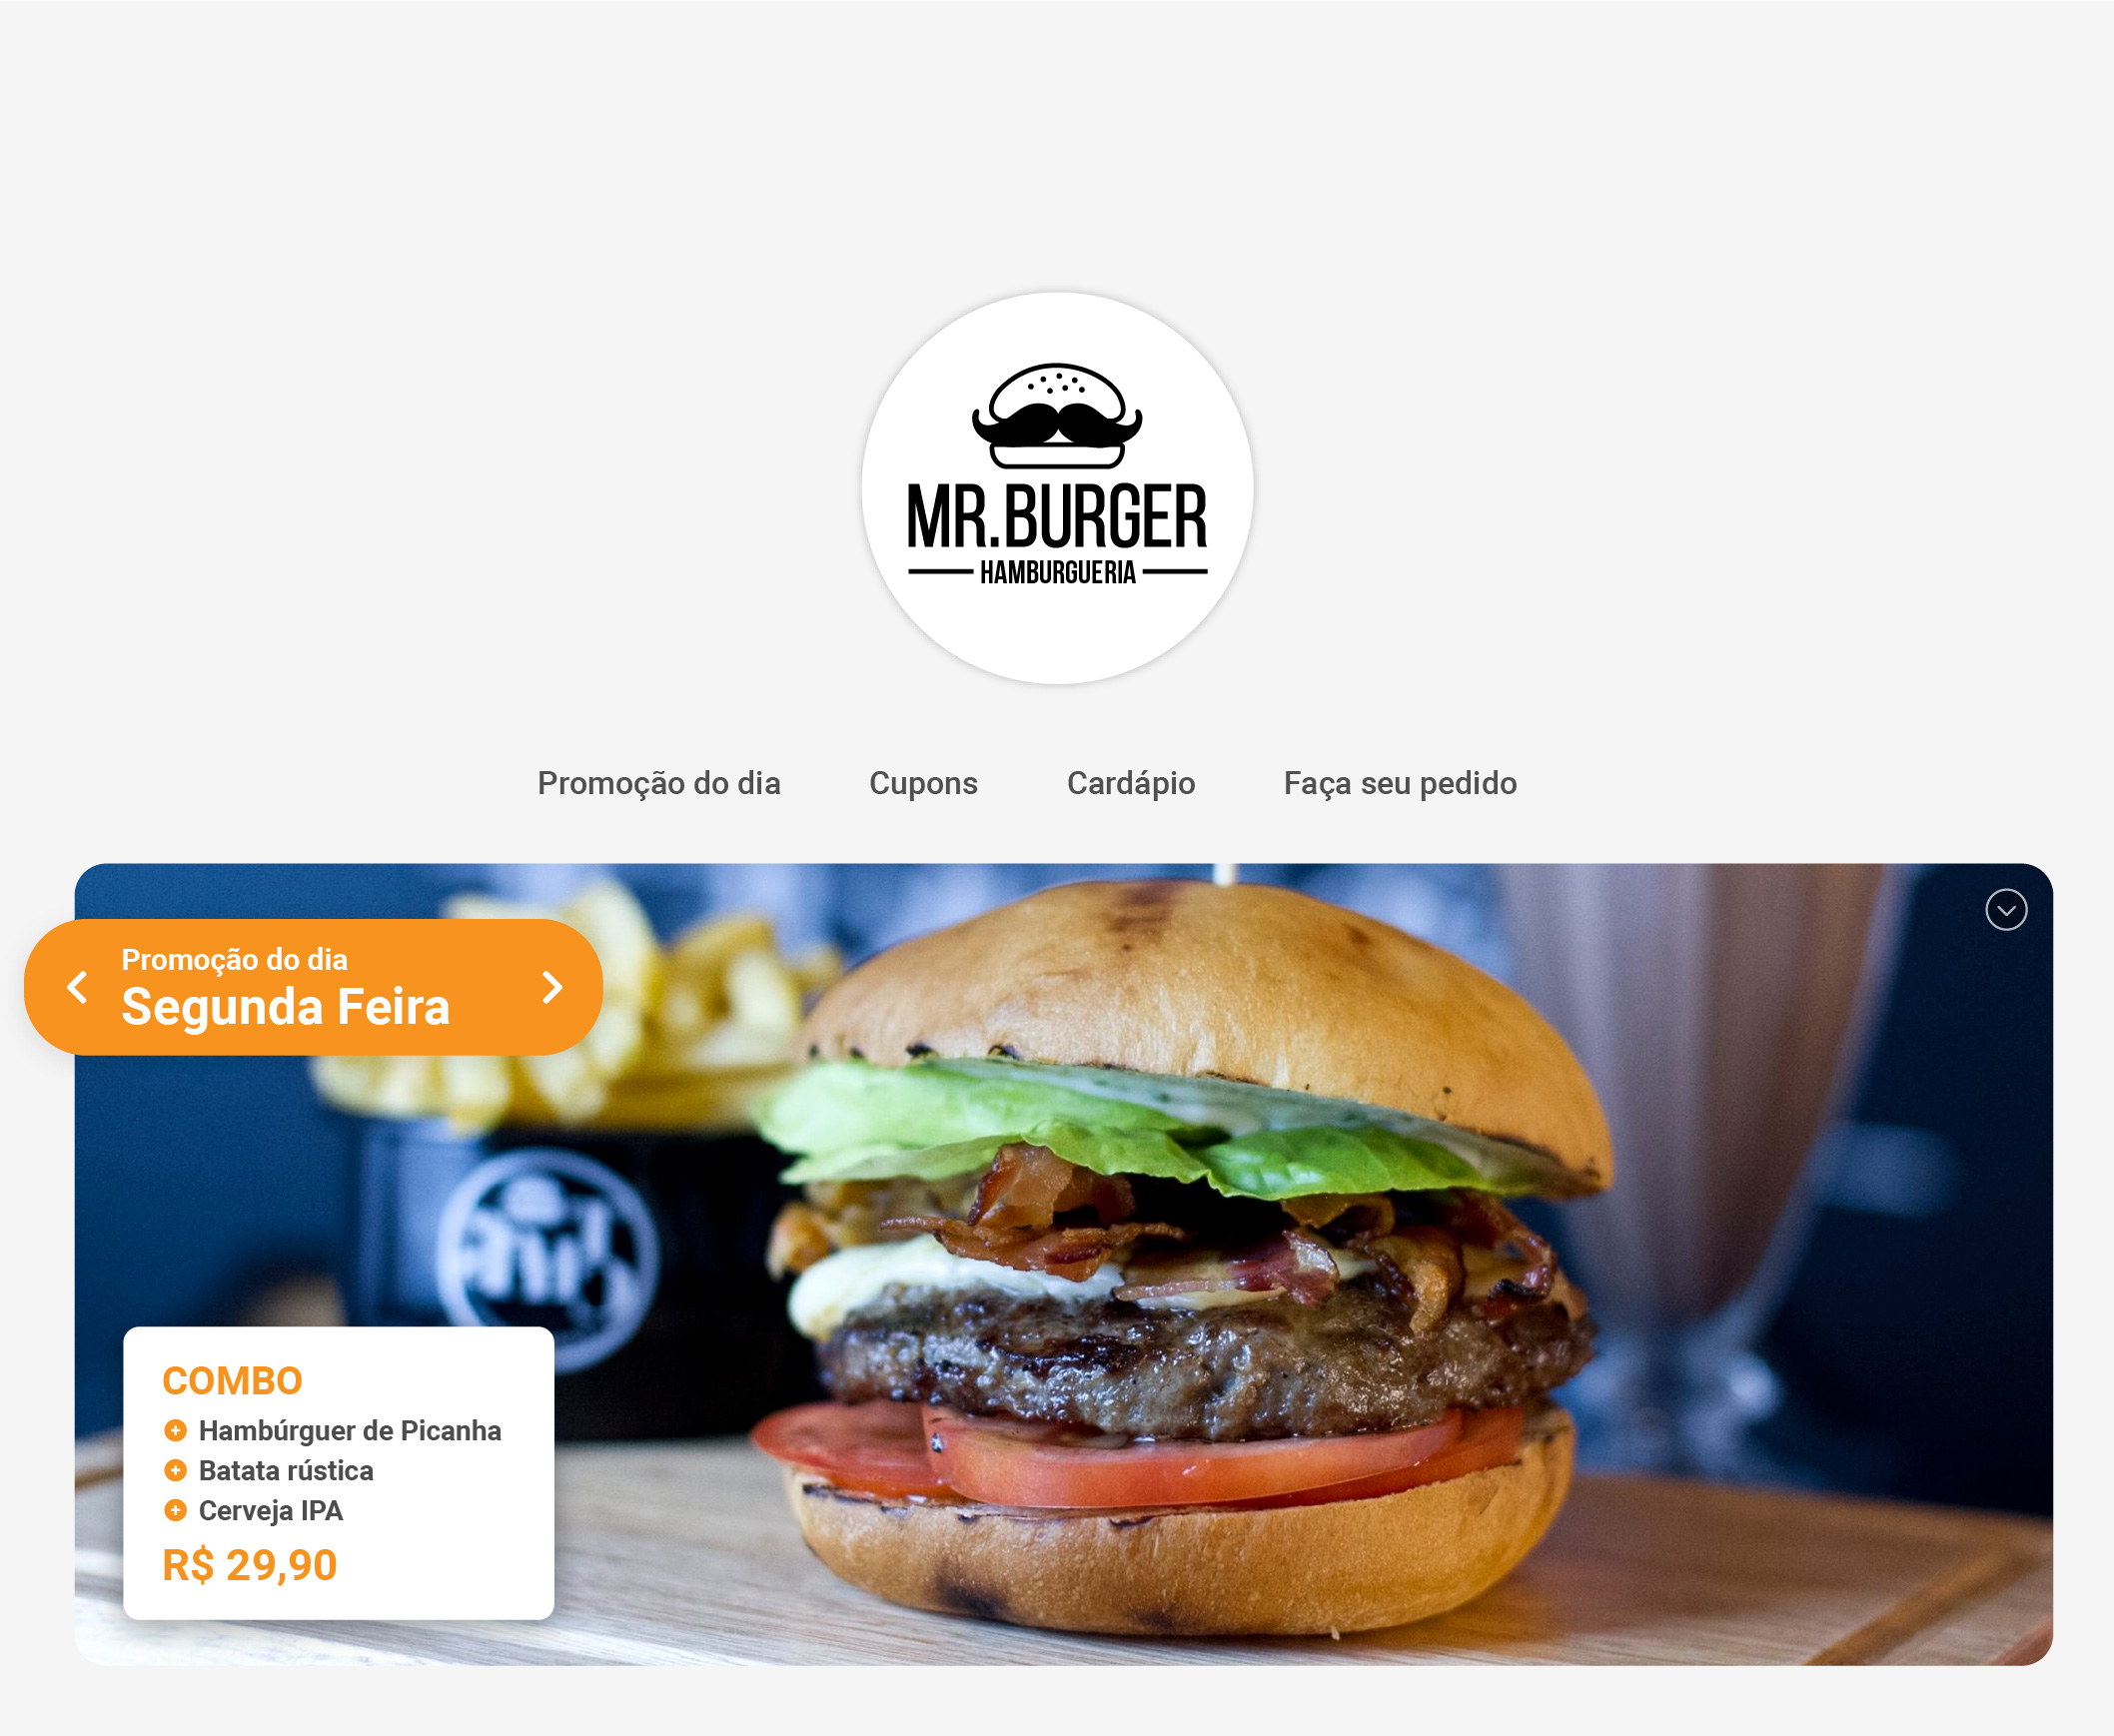 MR.BURGER
HAMBURGUERIA
Promoção do dia
Cupons
Cardápio
Faça seu pedido
Promoção do dia
Segunda Feira
COMBO
Hambúrguer de Picanha
Batata rústica
Cerveja IPA
R$ 29,90